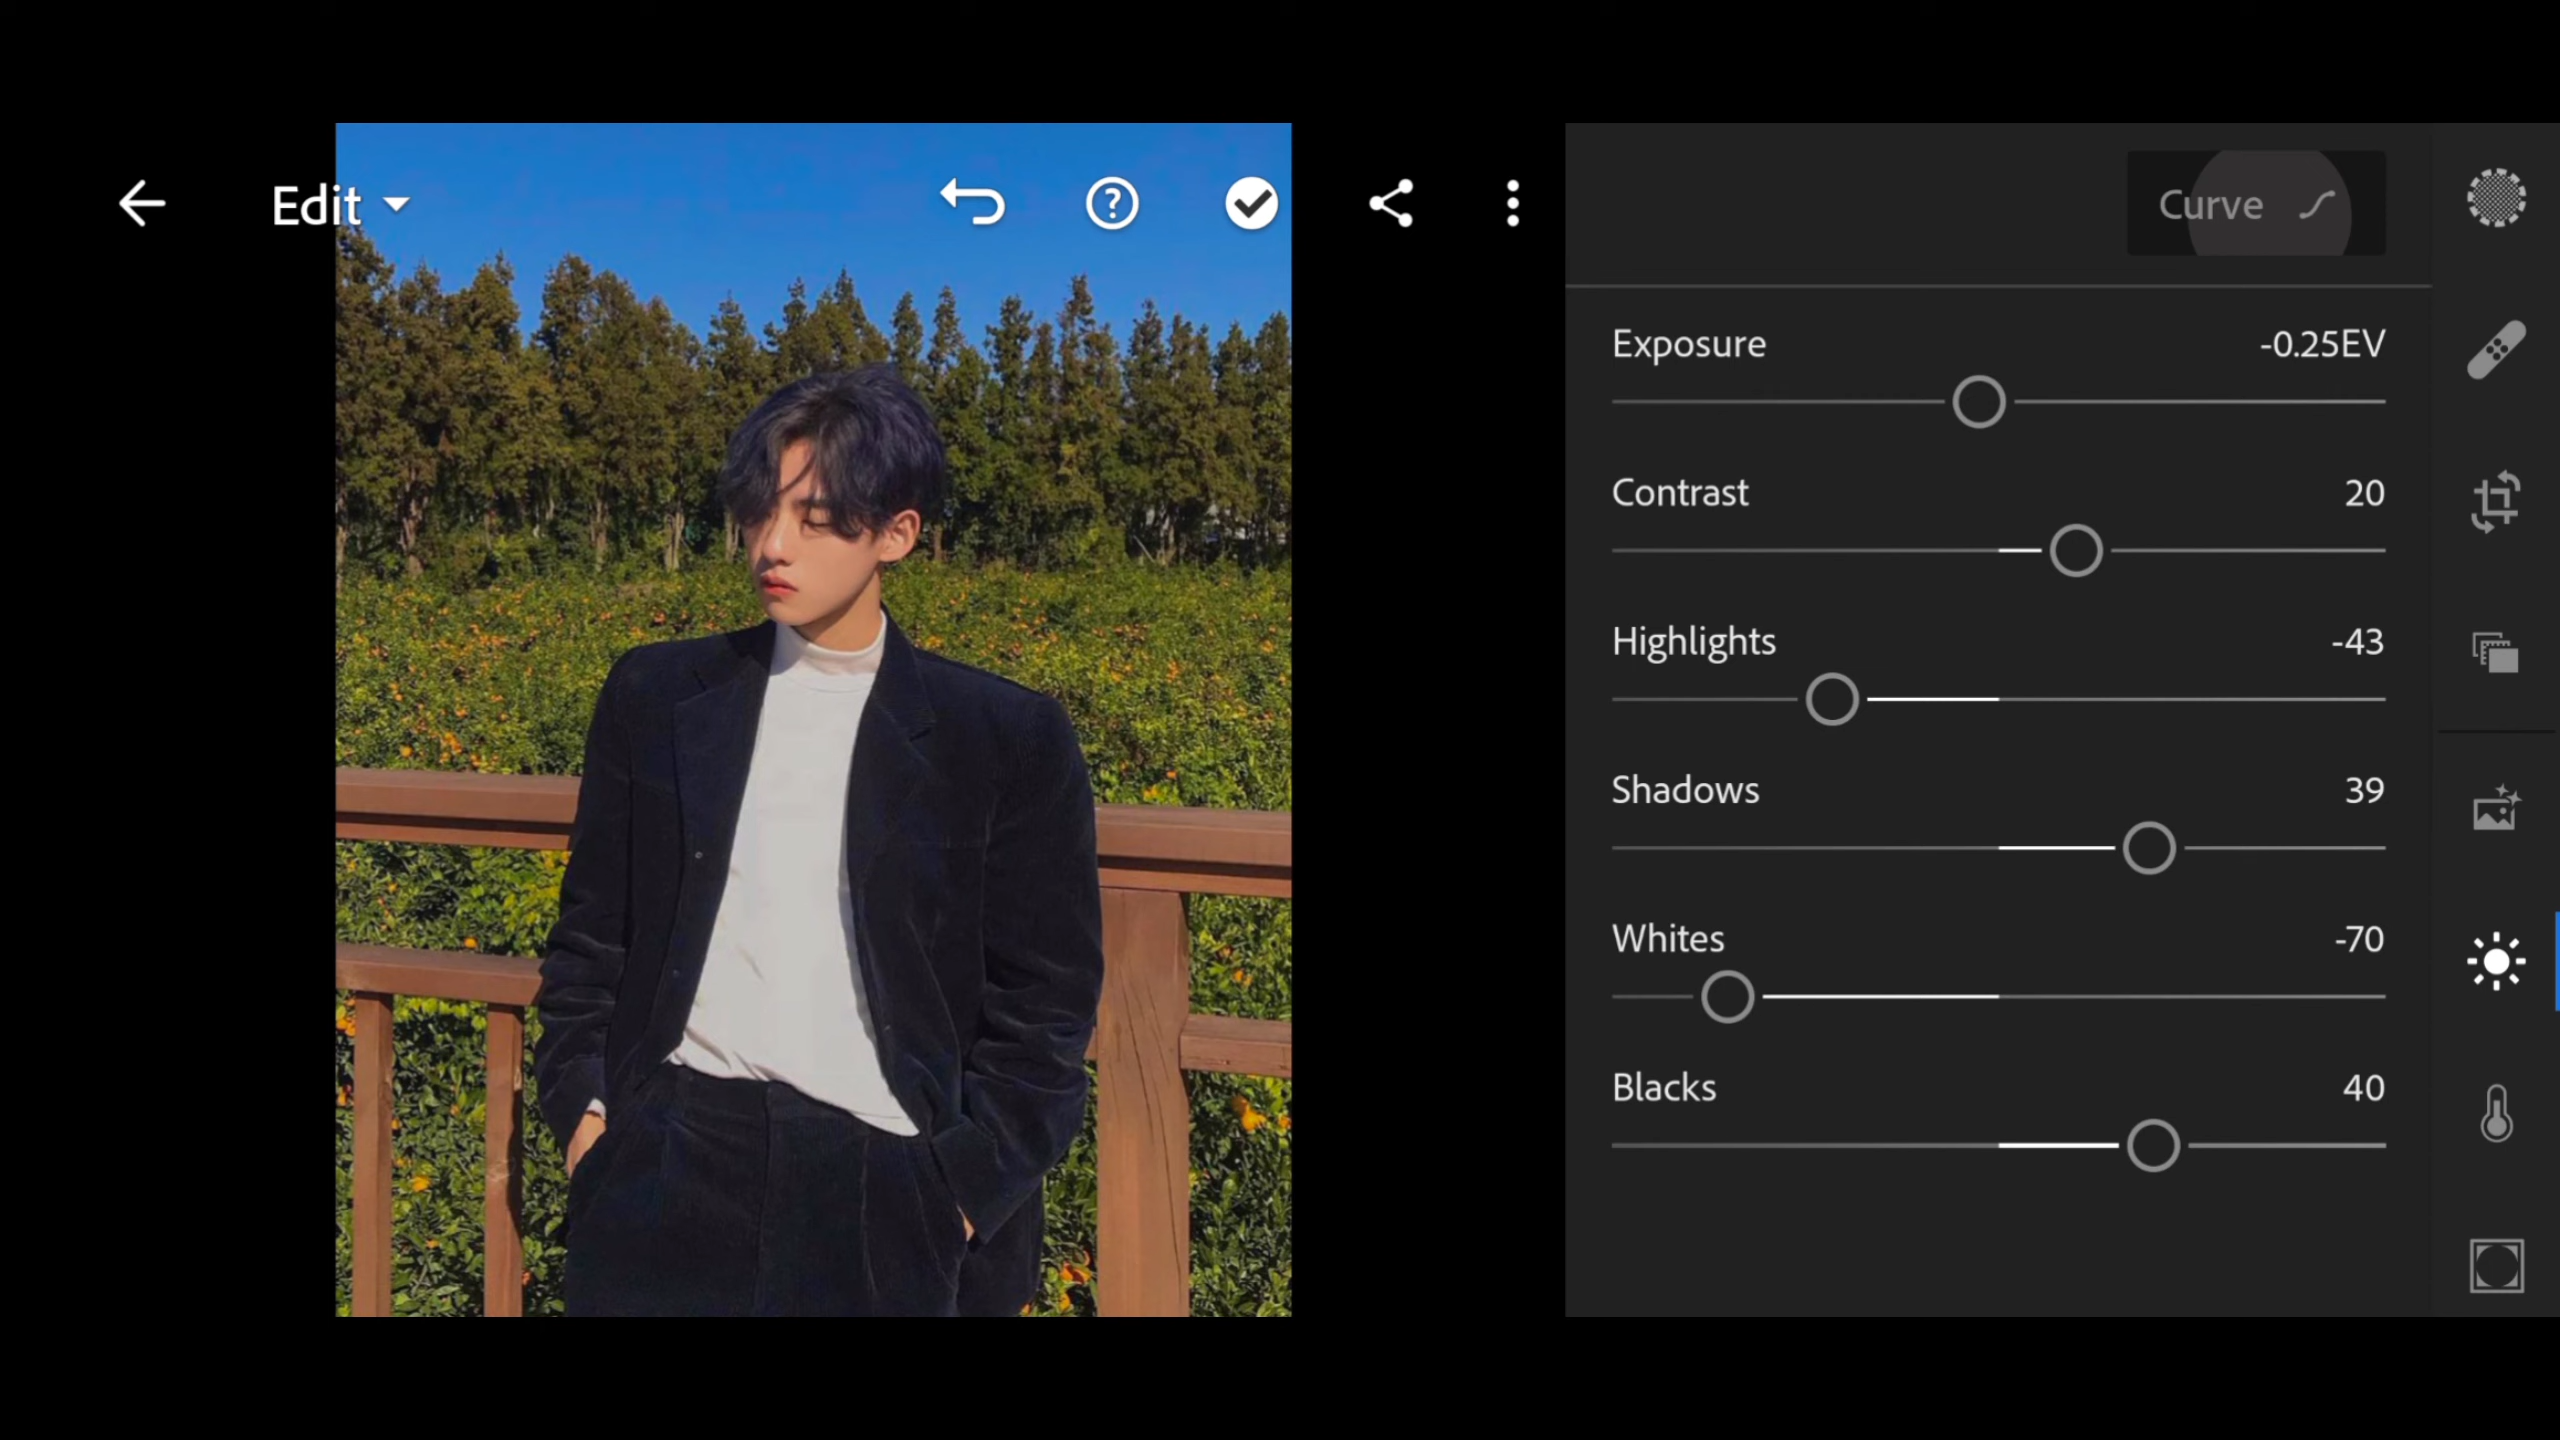 Edit
Curve
Exposure -0.25EV
Contrast 20
Highlights -43
Shadows 39
Whites -70
Blacks 40